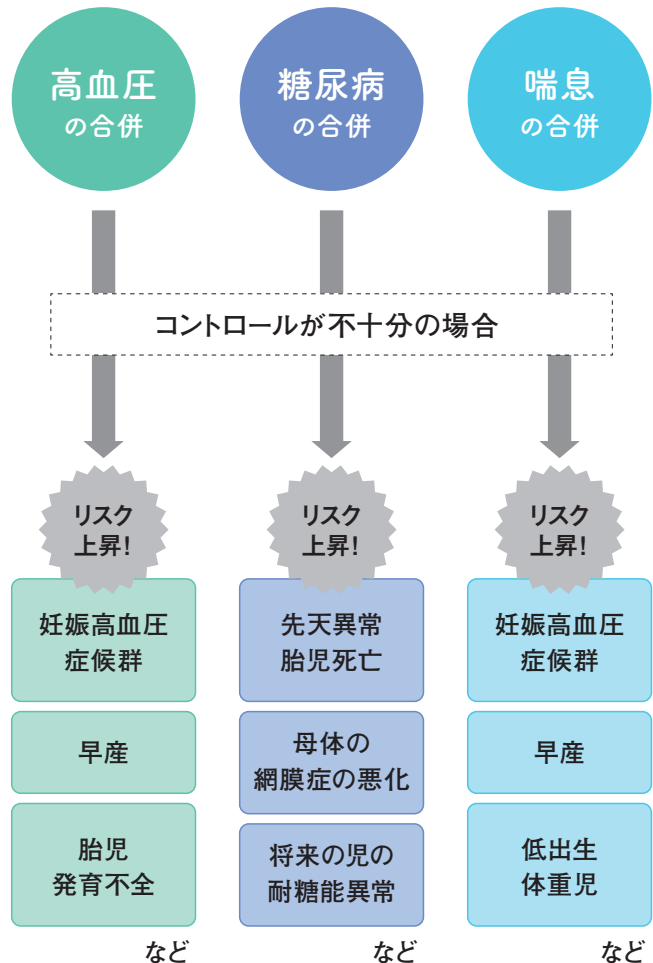 高血圧
の合併
糖尿病
の合併
喘息
の合併
コントロールが不十分の場合
リスク
上昇!
妊娠高血圧
症候群
早産
胎児
発育不全
など
リスク
上昇!
先天異常
胎児死亡
母体の
網膜症の悪化
将来の児の
耐糖能異常
など
リスク
上昇!
妊娠高血圧
症候群
早産
低出生
体重児
など